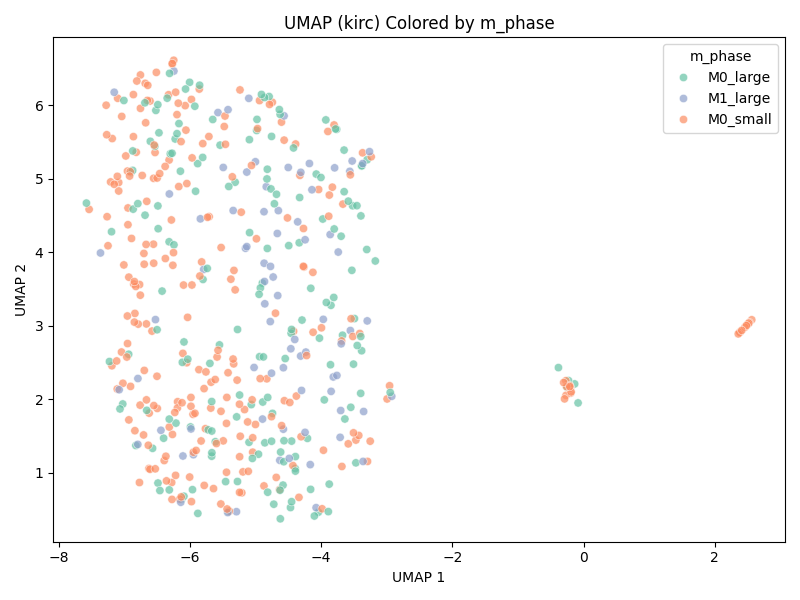 UMAP (kirc) Colored by m_phase
m_phase
M0_large
M1_large
M0_small
6
5
4
3
2
1
UMAP 2
−8
−6
−4
−2
0
2
UMAP 1